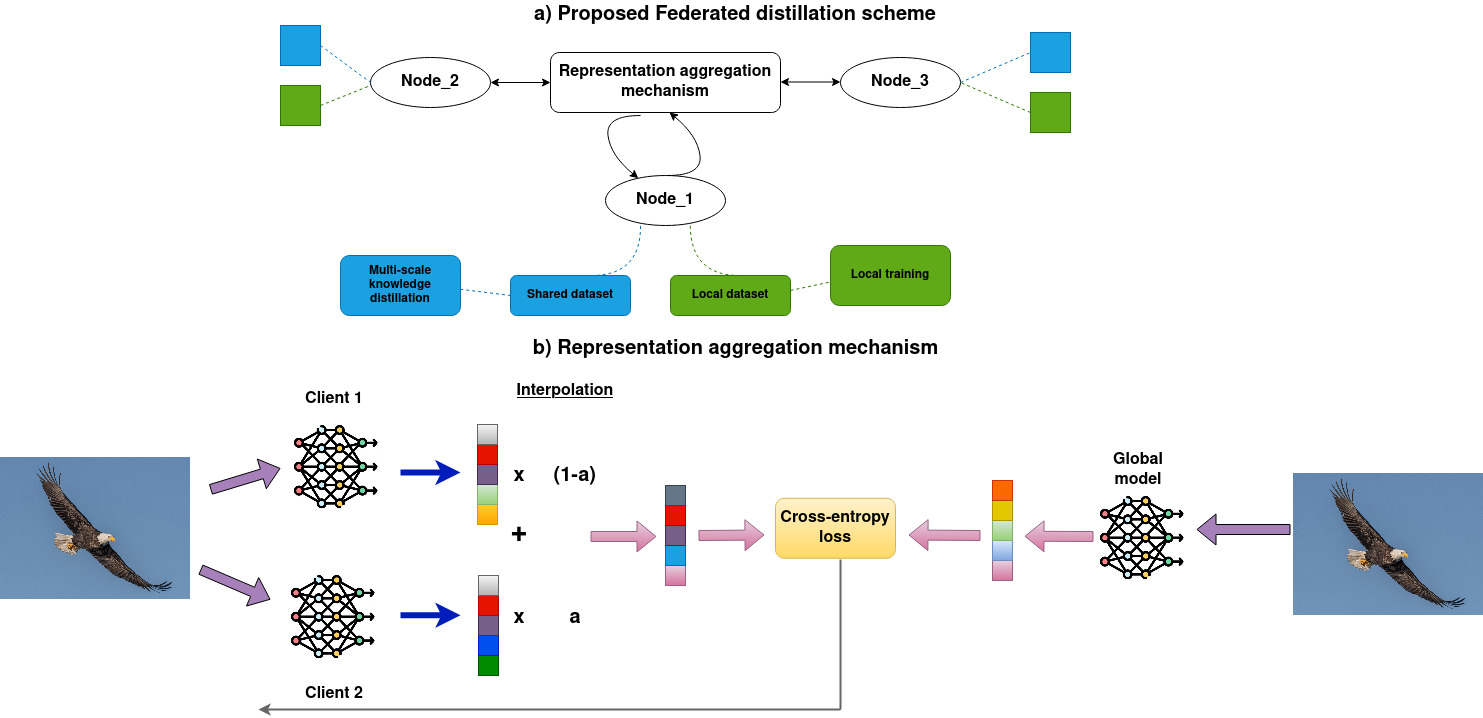 a) Proposed Federated distillation scheme
Node_2
Representation aggregation
mechanism
Node_3
Node_1
Multi-scale
knowledge
distillation
Shared dataset
Local dataset
Local training
b) Representation aggregation mechanism
Interpolation
Client 1
x (1-a)
+
x a
Client 2
Cross-entropy
loss
Global
model